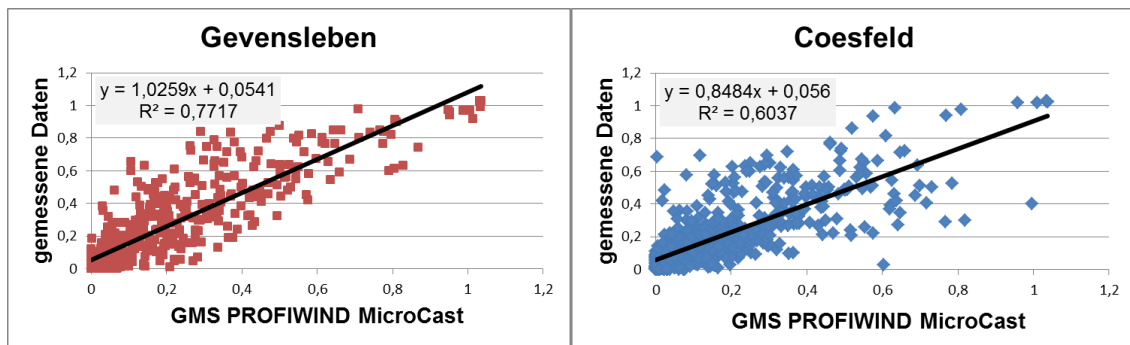 Gevensleben
1,2
1
0,8
0,6
0,4
0,2
0
y = 1,0259x + 0,0541
R² = 0,7717
gemessene Daten
0
0,2
0,4
0,6
0,8
1
1,2
GMS PROFIWIND MicroCast
Coesfeld
1,2
1
0,8
0,6
0,4
0,2
0
y = 0,8484x + 0,056
R² = 0,6037
gemessene Daten
0
0,2
0,4
0,6
0,8
1
1,2
GMS PROFIWIND MicroCast